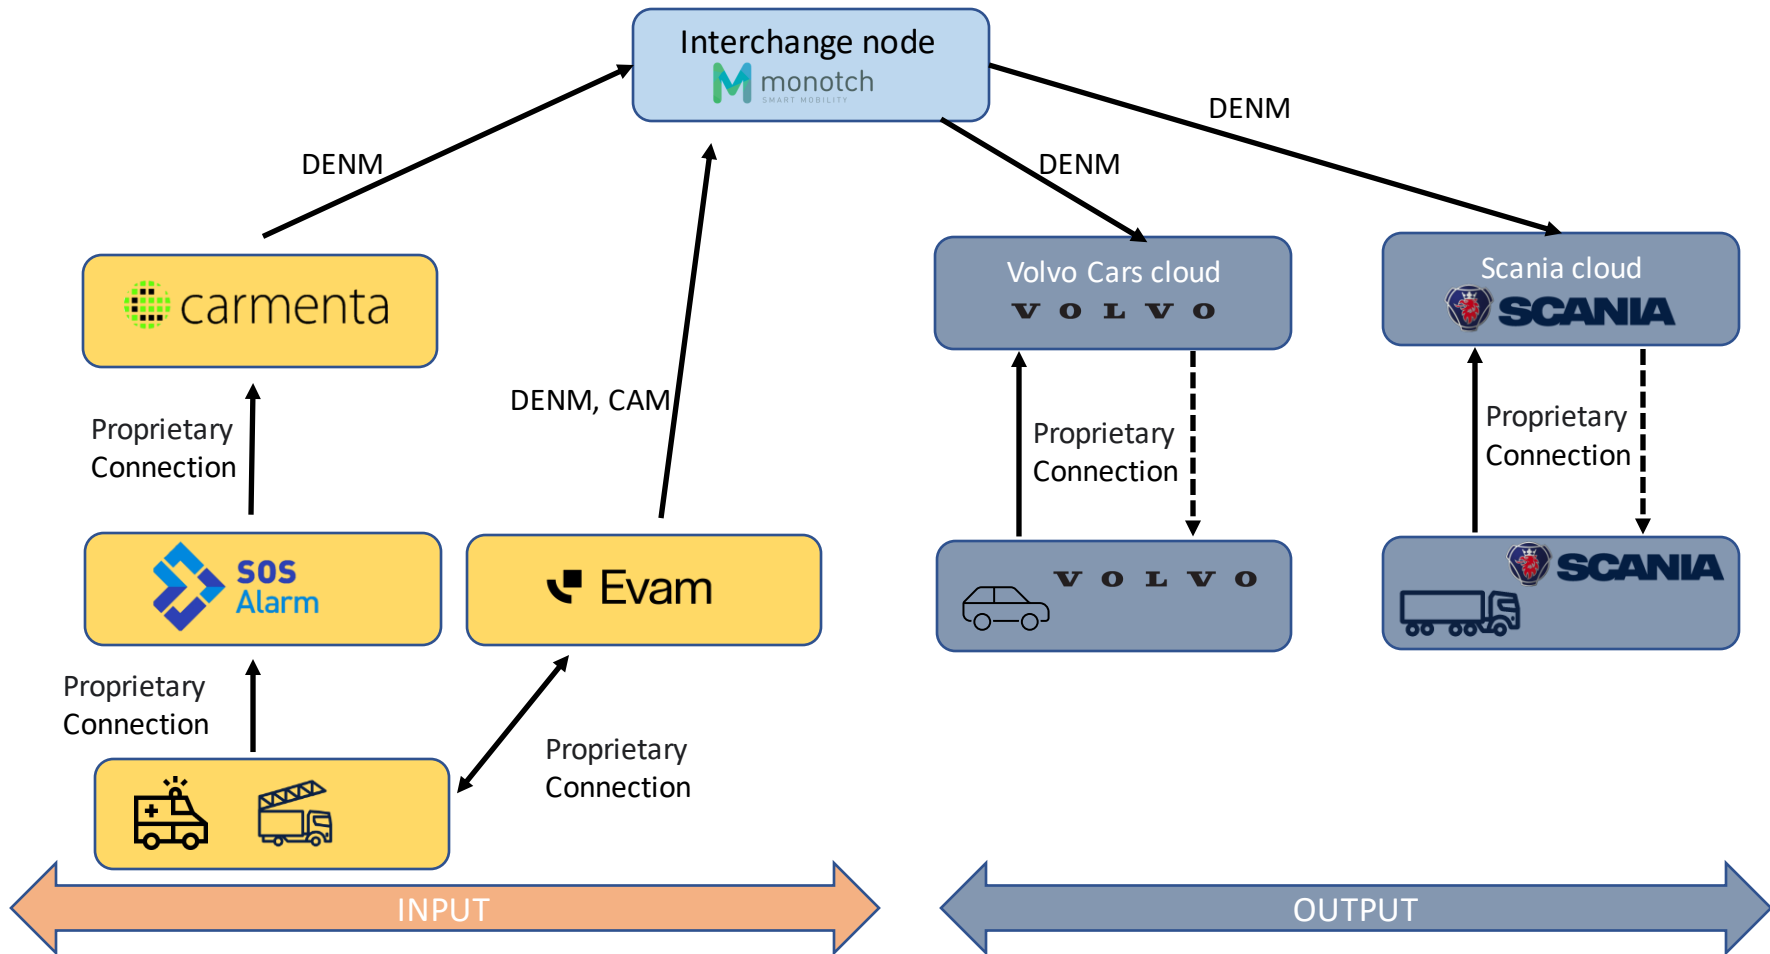 Interchange node
monotch
SMART MOBILITY
DENM
DENM
DENM
carmenta
Volvo Cars cloud
VOLVO
Scania cloud
SCANIA
DENM, CAM
Proprietary
Connection
Proprietary
Connection
Proprietary
Connection
SOS
Alarm
Evam
VOLVO
SCANIA
Proprietary
Connection
Proprietary
Connection
INPUT
OUTPUT